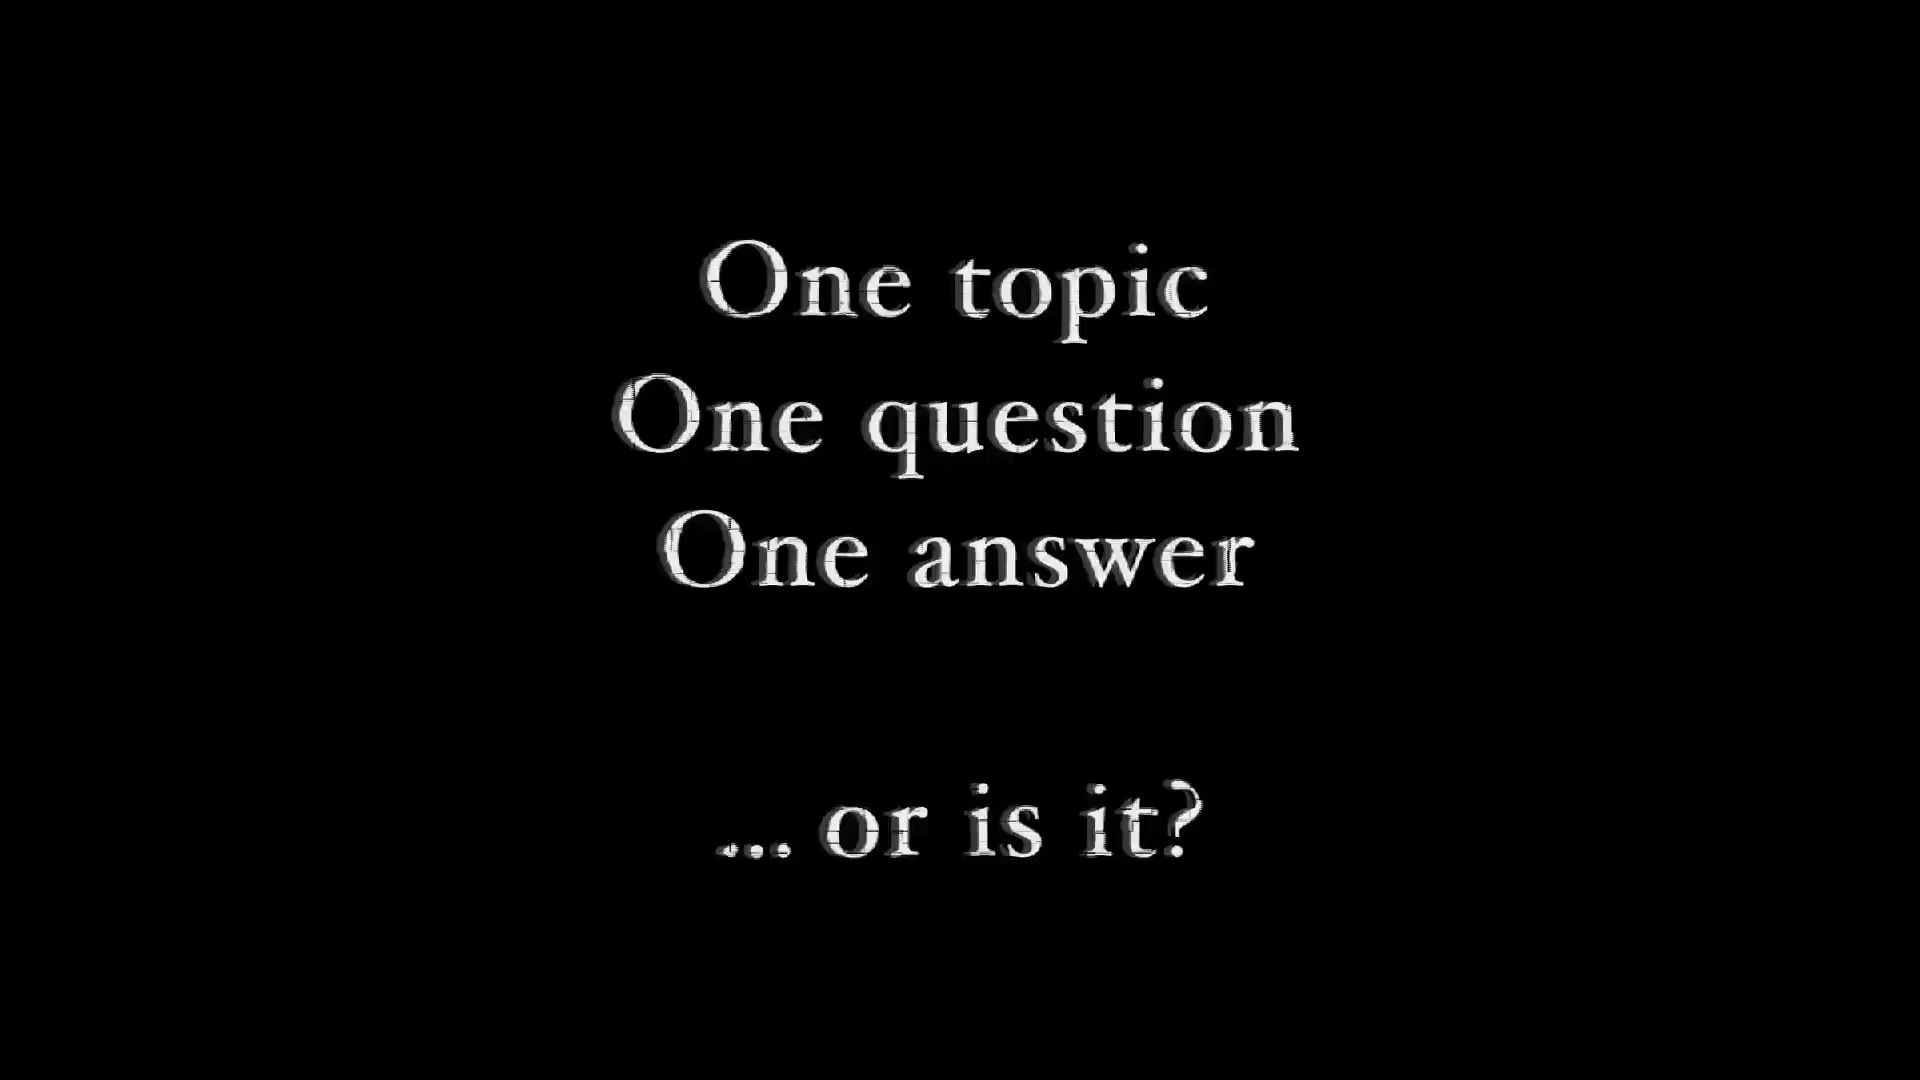 One topic
One question
One answer
... or is it?